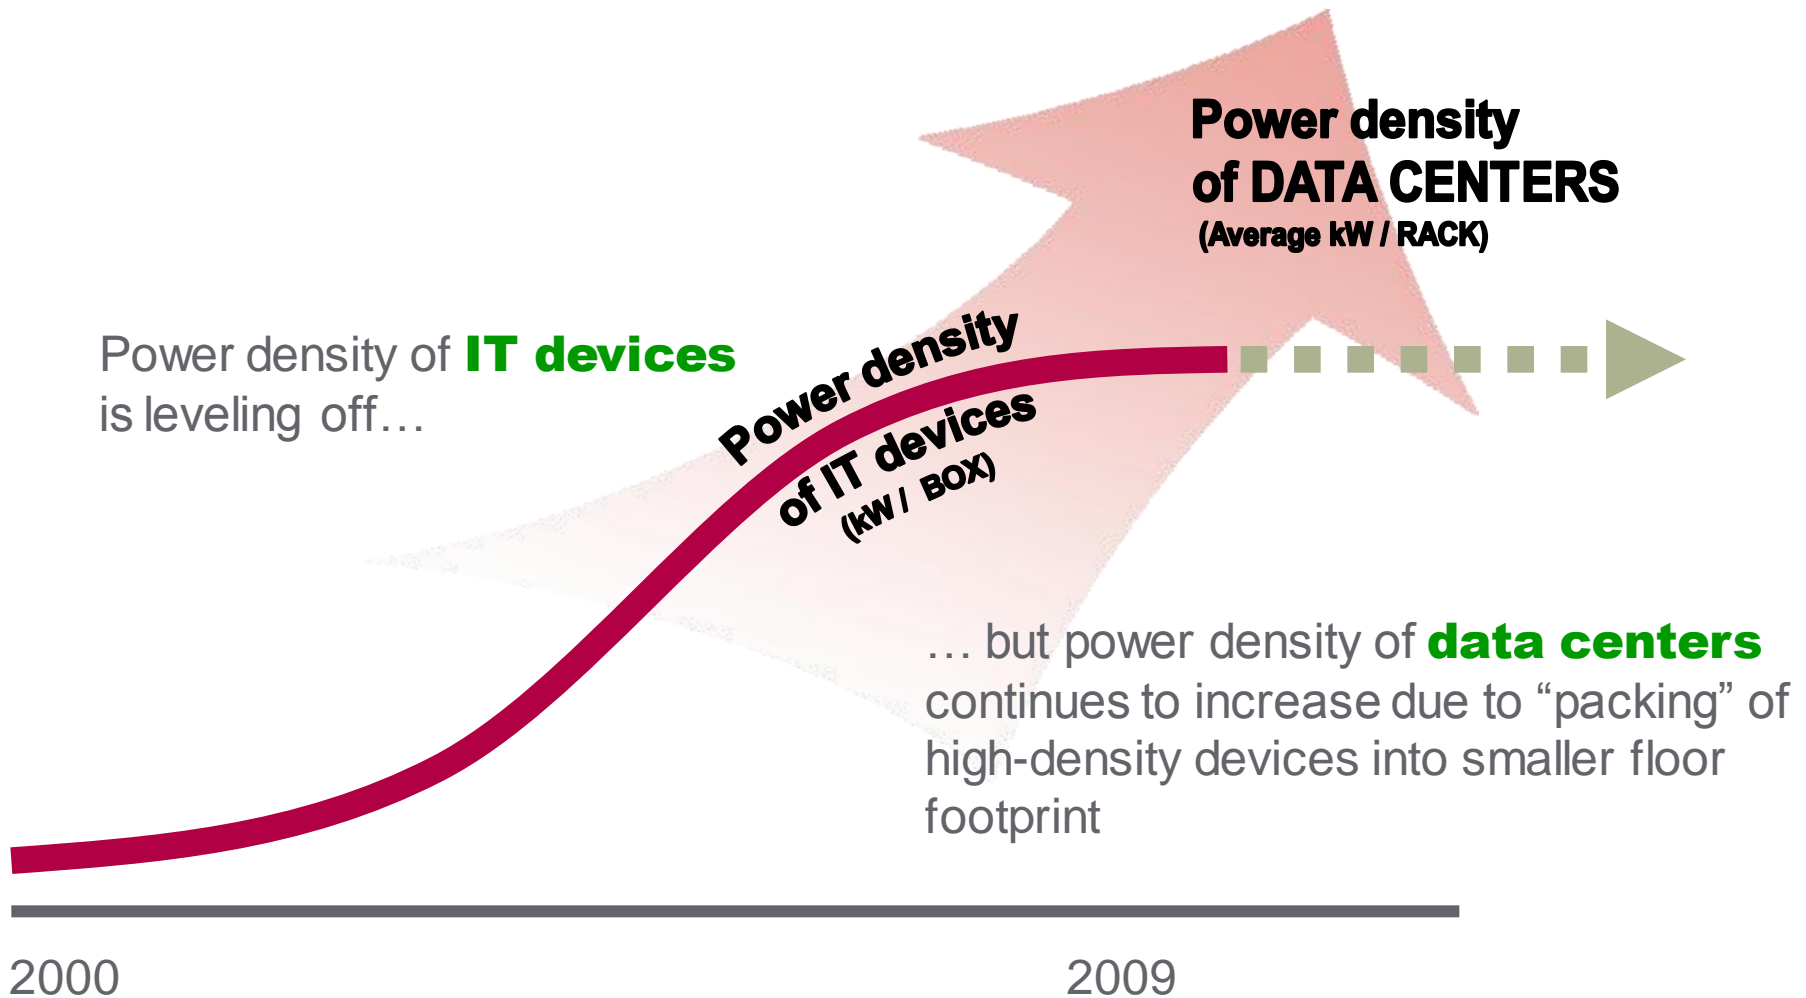 Power density
of DATA CENTERS
(Average kW / RACK)
Power density of IT devices
is leveling off…
Power density
of IT devices
(kW / BOX)
… but power density of data centers
continues to increase due to “packing” of
high-density devices into smaller floor
footprint
2000
2009